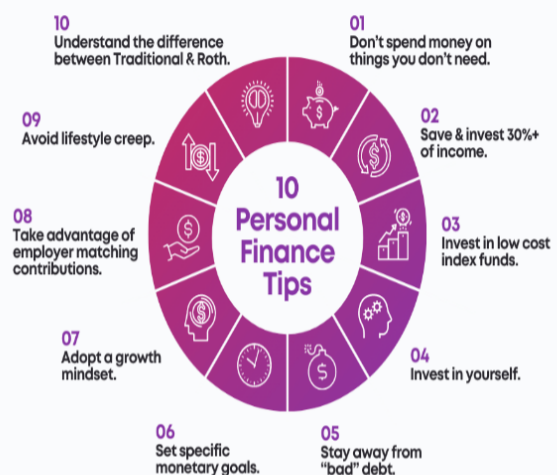 10
Personal
Finance
Tips
01
Don't spend money on
things you don't need.
02
Save & invest 30%+
of income.
03
Invest in low cost
index funds.
04
Invest in yourself.
05
Stay away from
"bad" debt.
06
Set specific
monetary goals.
07
Adopt a growth
mindset.
08
Take advantage of
employer matching
contributions.
09
Avoid lifestyle creep.
10
Understand the difference
between Traditional & Roth.